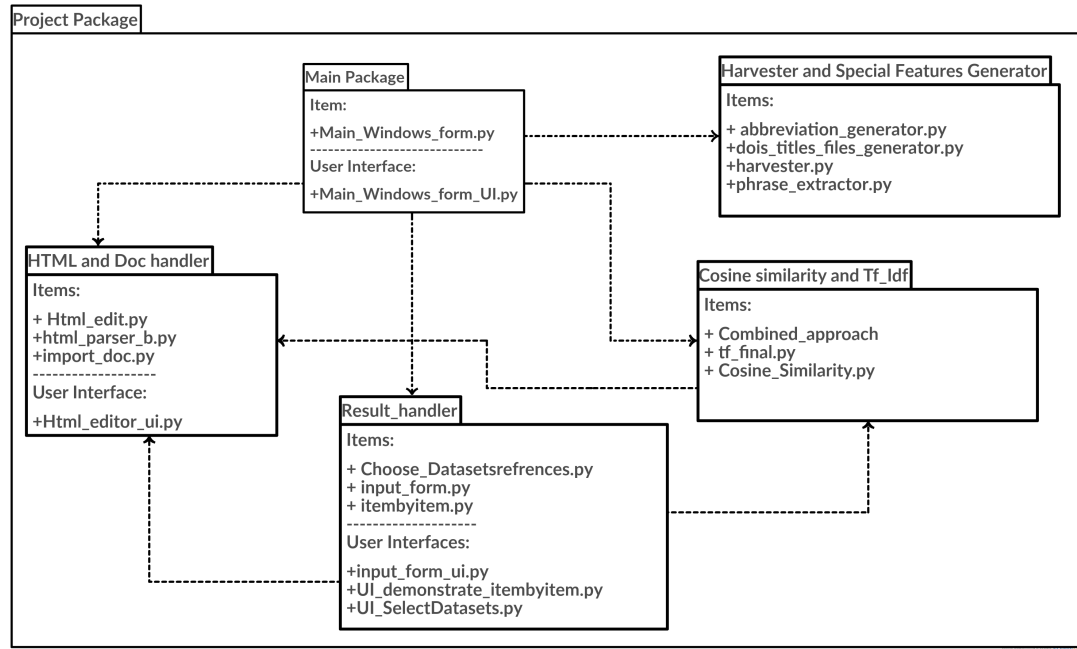 Project Package
Main Package
Item:
+Main_Windows_form.py
-----------------------------
User Interface:
+Main_Windows_form_UI.py
Harvester and Special Features Generator
Items:
+ abbreviation_generator.py
+dois_titles_files_generator.py
+harvester.py
+phrase_extractor.py
HTML and Doc handler
Items:
+ Html_edit.py
+html_parser_b.py
+import_doc.py
--------------------
User Interface:
+Html_editor_ui.py
Cosine similarity and Tf_Idf
Items:
+ Combined_approach
+ tf_final.py
+ Cosine_Similarity.py
Result_handler
Items:
+ Choose_Datasetsrefrences.py
+ input_form.py
+ itembyitem.py
---------------------
User Interfaces:
+input_form_ui.py
+UI_demonstrate_itembyitem.py
+UI_SelectDatasets.py